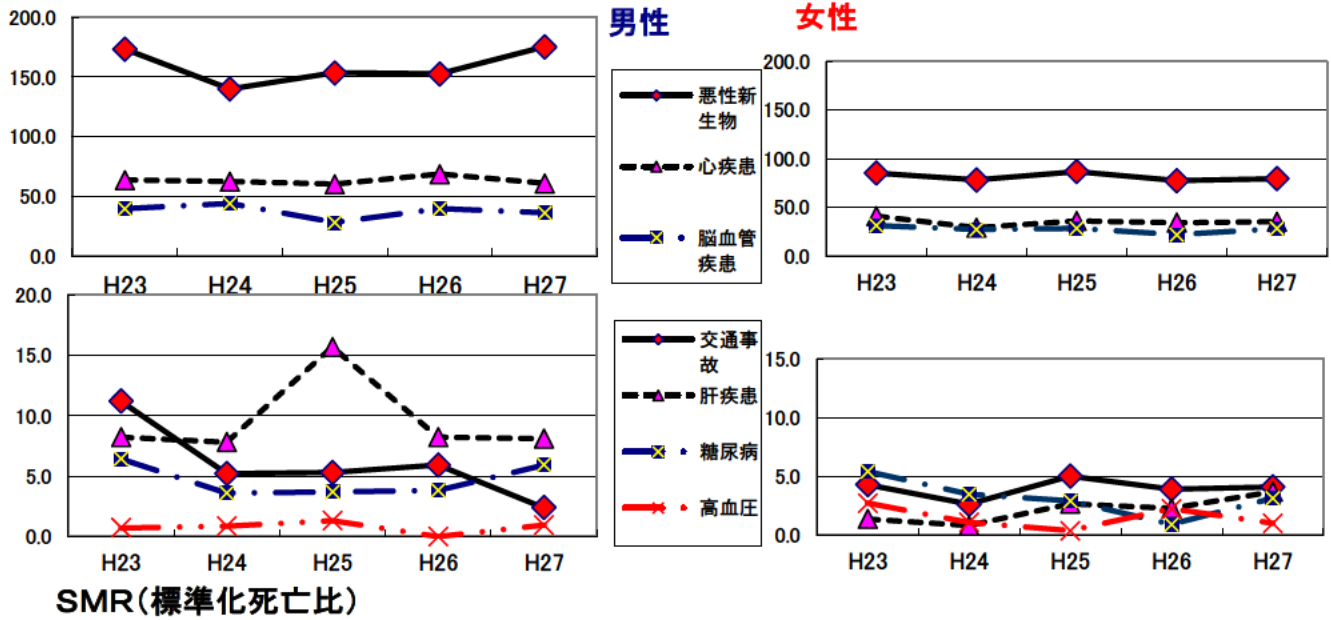 男性
女性
200.0
150.0
100.0
50.0
0.0
H23
H24
H25
H26
H27
悪性新
生物
心疾患
脳血管
疾患
200.0
150.0
100.0
50.0
0.0
H23
H24
H25
H26
H27
20.0
15.0
10.0
5.0
0.0
H23
H24
H25
H26
H27
交通事
故
肝疾患
糖尿病
高血圧
15.0
10.0
5.0
0.0
H23
H24
H25
H26
H27
SMR(標準化死亡比)